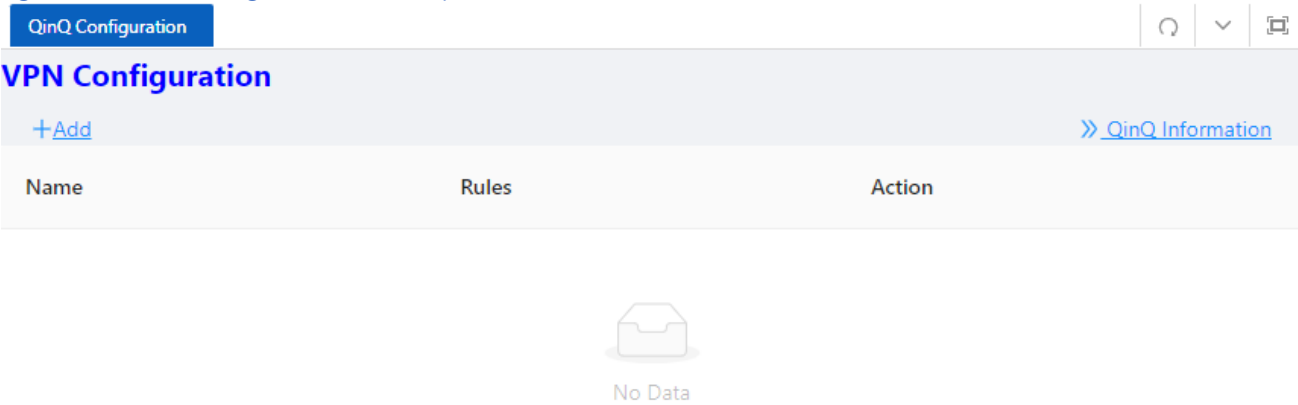 QinQ Configuration
VPN Configuration
+Add
» QinQ Information
Name Rules Action
No Data